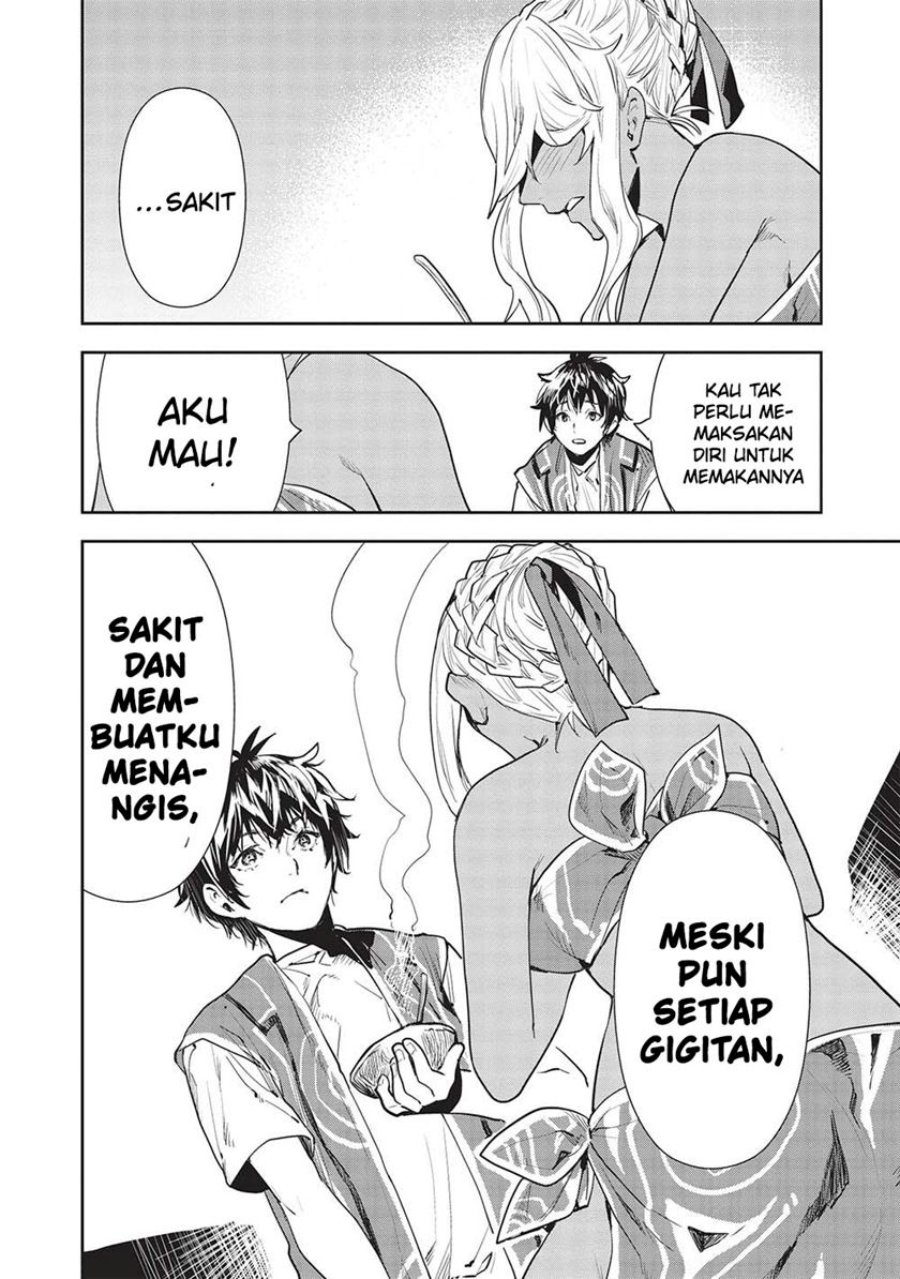 ...SAKIT
KAU TAK
PERLU ME-
MAKSAKAN
DIRI UNTUK
MEMAKANNYA
AKU
MAU!
MESKI
PUN
SETIAP
GIGITAN,
SAKIT
DAN
MEM-
BUATKU
MENA-
NGIS,